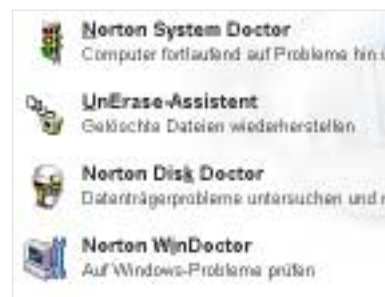 Norton System Doctor
Computer fortlaufend auf Probleme hin
UnErase-Assistent
Gelöschte Dateien wiederherstellen
Norton Disk Doctor
Datenträgerprobleme untersuchen und
Norton WinDoctor
Auf Windows-Probleme prüfen